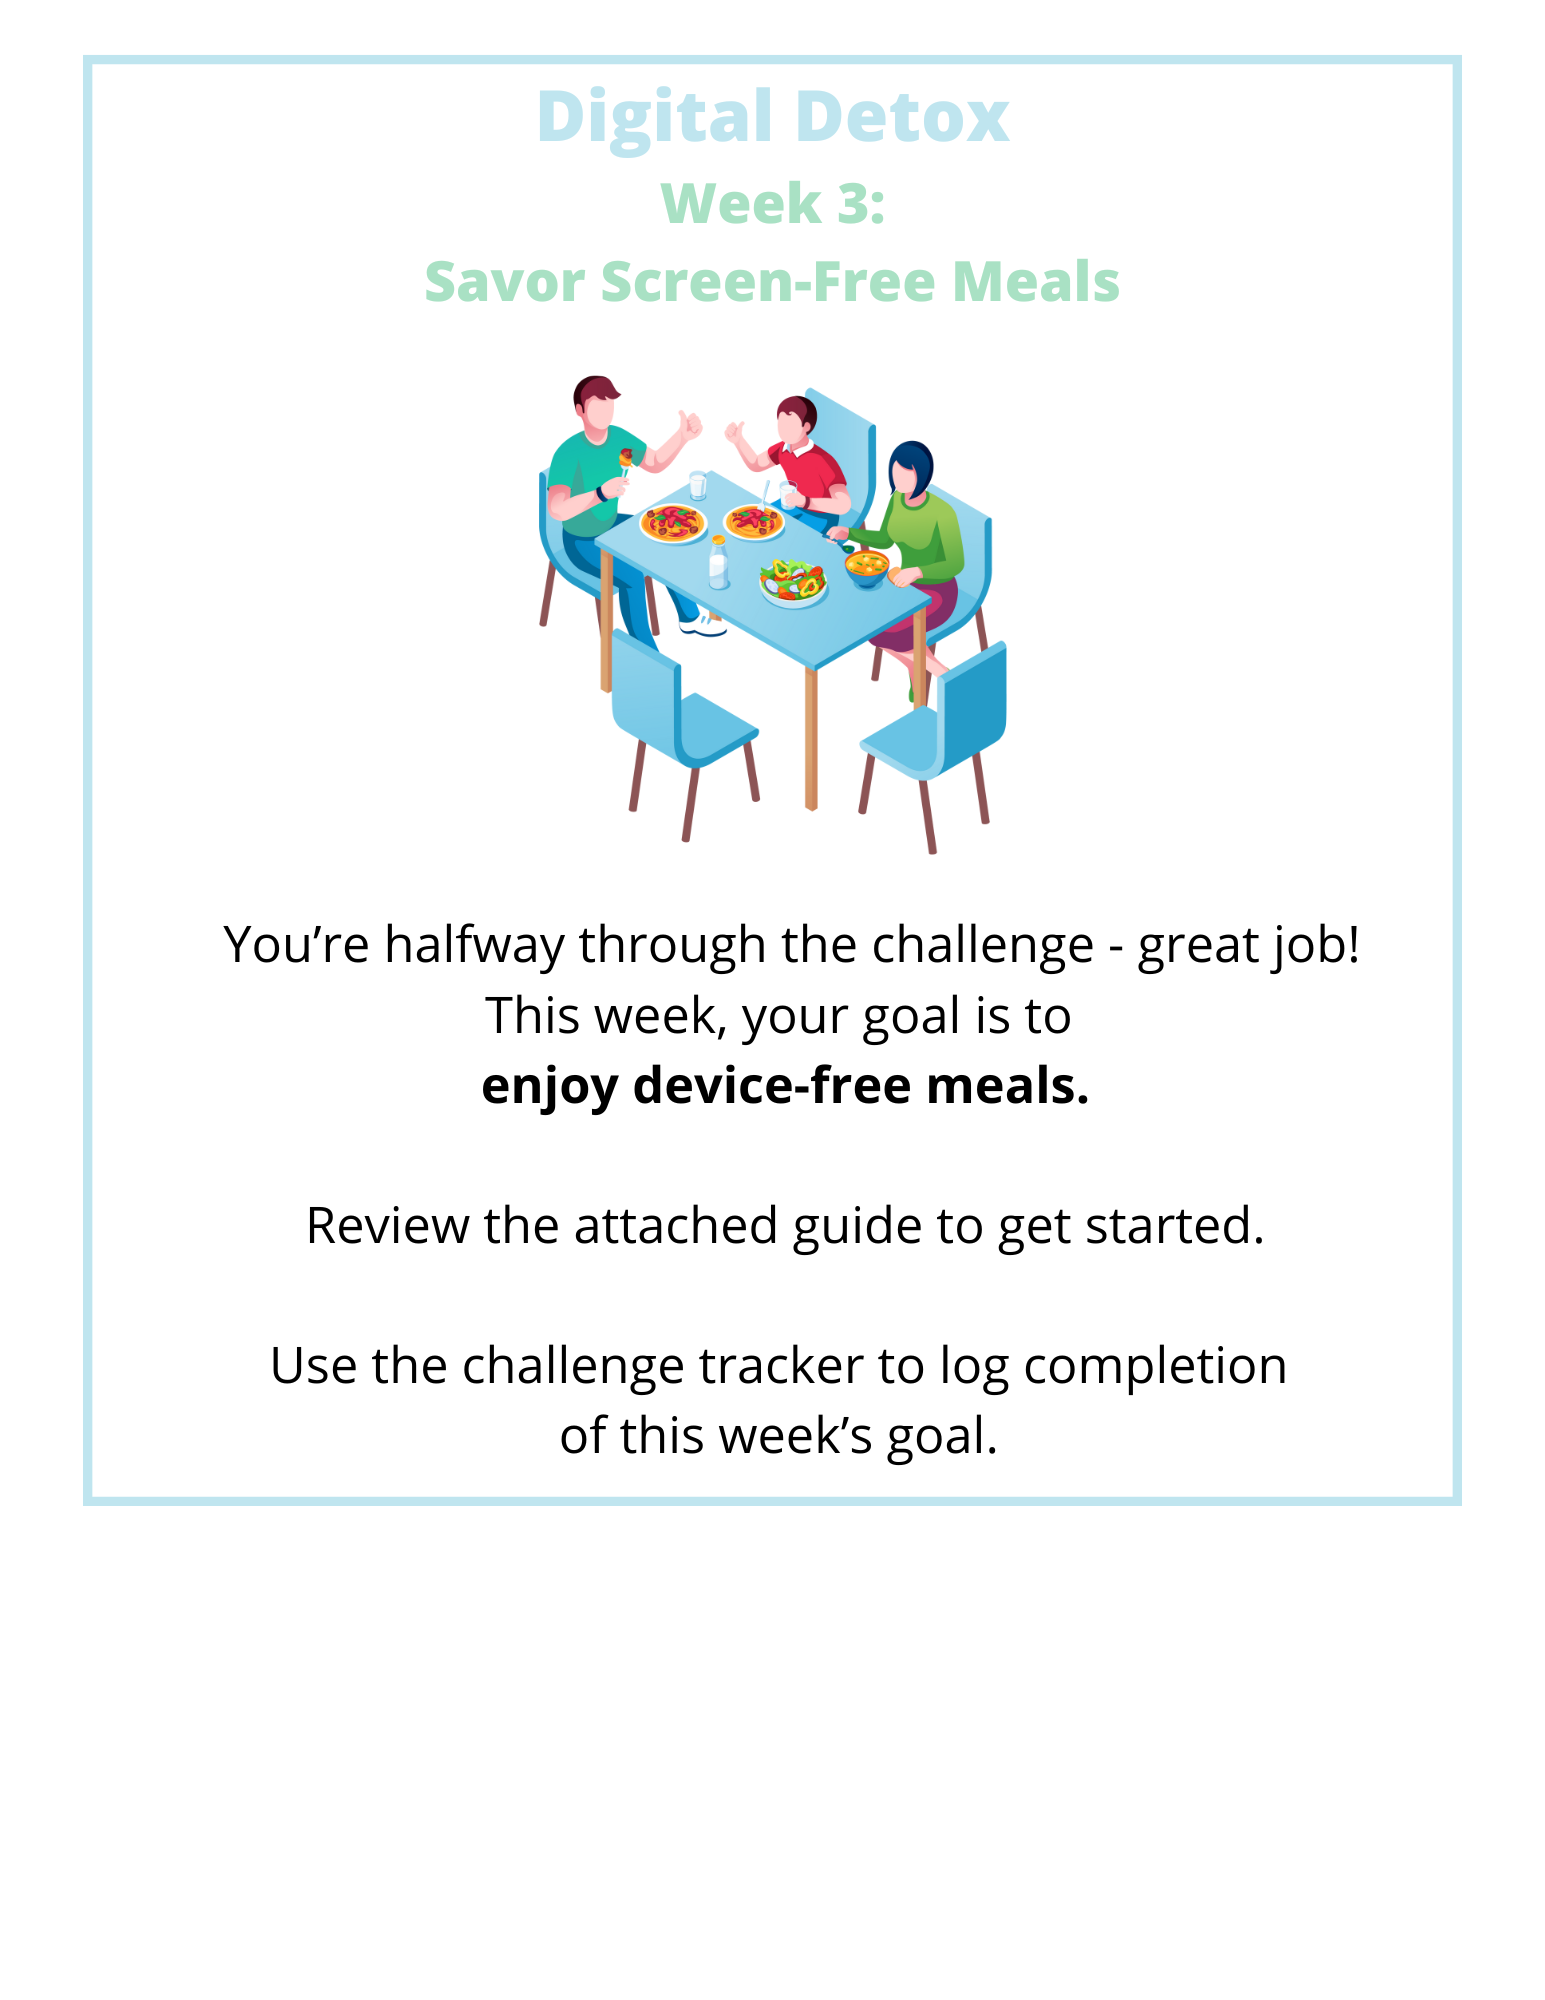 Digital Detox
Week 3:
Savor Screen-Free Meals
You’re halfway through the challenge - great job!
This week, your goal is to
enjoy device-free meals.
Review the attached guide to get started.
Use the challenge tracker to log completion
of this week’s goal.